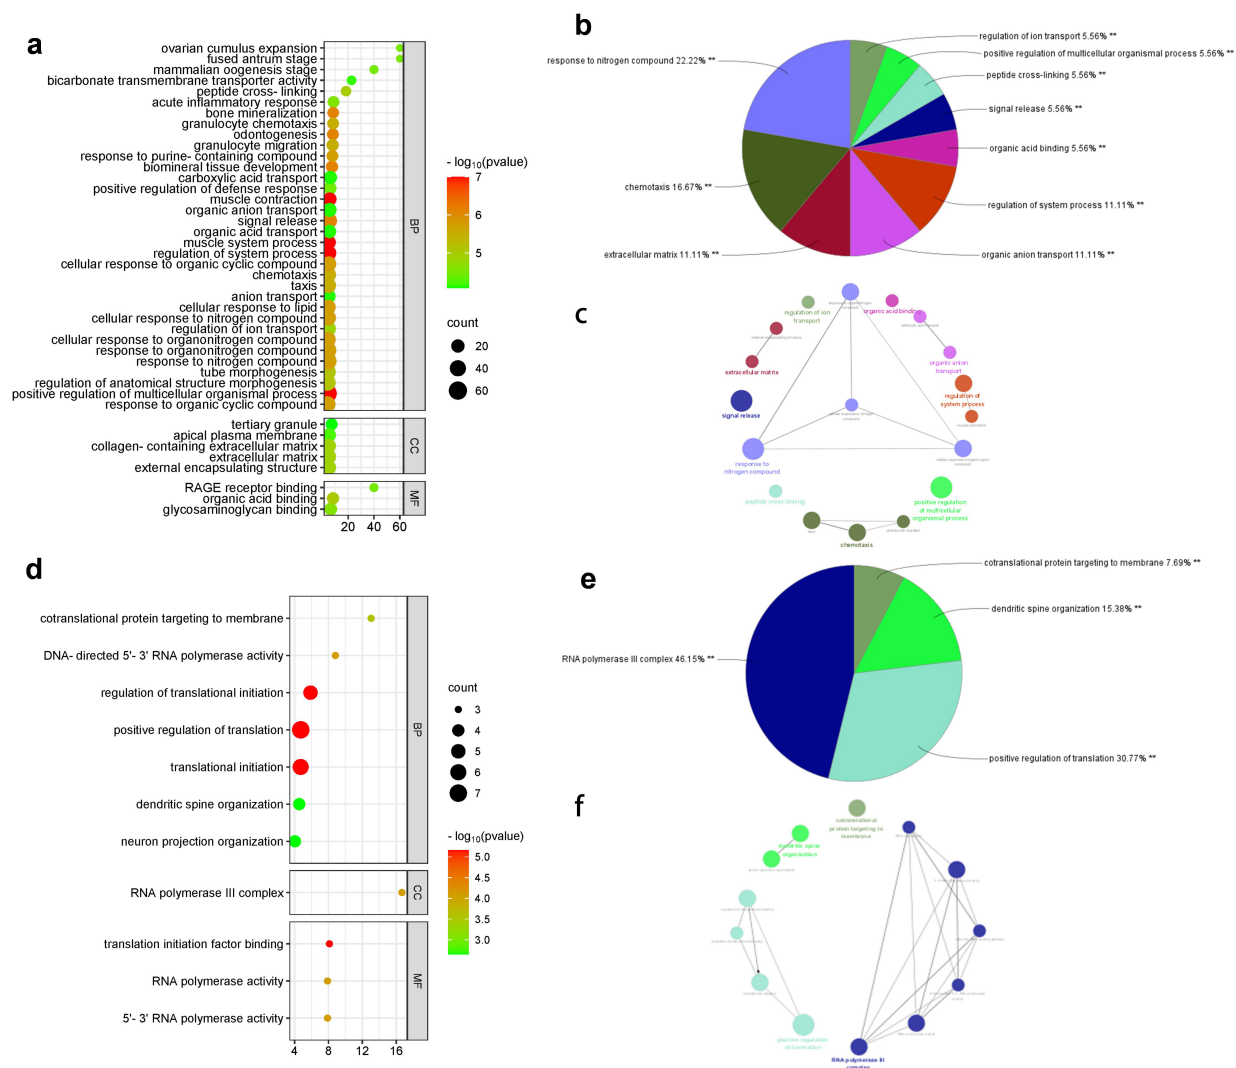 a
ovarian cumulus expansion
fused antrum stage
mammalian oogenesis stage
bicarbonate transmembrane transporter activity
peptide cross- linking
acute inflammatory response
bone mineralization
granulocyte chemotaxis
odontogenesis
granulocyte migration
response to purine- containing compound
biomineral tissue development
carboxylic acid transport
positive regulation of defense response
muscle contraction
organic anion transport
signal release
organic acid transport
muscle system process
regulation of system process
cellular response to organic cyclic compound
chemotaxis
taxis
anion transport
cellular response to lipid
cellular response to nitrogen compound
regulation of ion transport
cellular response to organonitrogen compound
response to organonitrogen compound
response to nitrogen compound
tube morphogenesis
regulation of anatomical structure morphogenesis
positive regulation of multicellular organismal process
response to organic cyclic compound
BP
tertiary granule
apical plasma membrane
collagen- containing extracellular matrix
extracellular matrix
external encapsulating structure
CC
RAGE receptor binding
organic acid binding
glycosaminoglycan binding
MF
20 40 60
- log10(pvalue)
7
6
5
count
20
40
60
b
regulation of ion transport 5.56% **
positive regulation of multicellular organismal process 5.56% **
peptide cross-linking 5.56% **
signal release 5.56% **
organic acid binding 5.56% **
regulation of system process 11.11% **
organic anion transport 11.11% **
extracellular matrix 11.11% **
chemotaxis 16.67% **
response to nitrogen compound 22.22% **
c
regulation of ion
transport
organic acid binding
organic anion
transport
extracellular matrix
regulation of
system process
signal release
response to
nitrogen compound
peptide cross-linking
positive regulation
of multicellular
organismal process
chemotaxis
d
cotranslational protein targeting to membrane
DNA- directed 5'- 3' RNA polymerase activity
regulation of translational initiation
positive regulation of translation
translational initiation
dendritic spine organization
neuron projection organization
BP
RNA polymerase III complex
CC
translation initiation factor binding
RNA polymerase activity
5'- 3' RNA polymerase activity
MF
4 8 12 16
count
3
4
5
6
7
- log10(pvalue)
5.0
4.5
4.0
3.5
3.0
e
cotranslational protein targeting to membrane 7.69% **
dendritic spine organization 15.38% **
RNA polymerase III complex 46.15% **
positive regulation of translation 30.77% **
f
cotranslational
protein targeting to
membrane
dendritic spine
organization
positive regulation
of translation
RNA polymerase III
complex